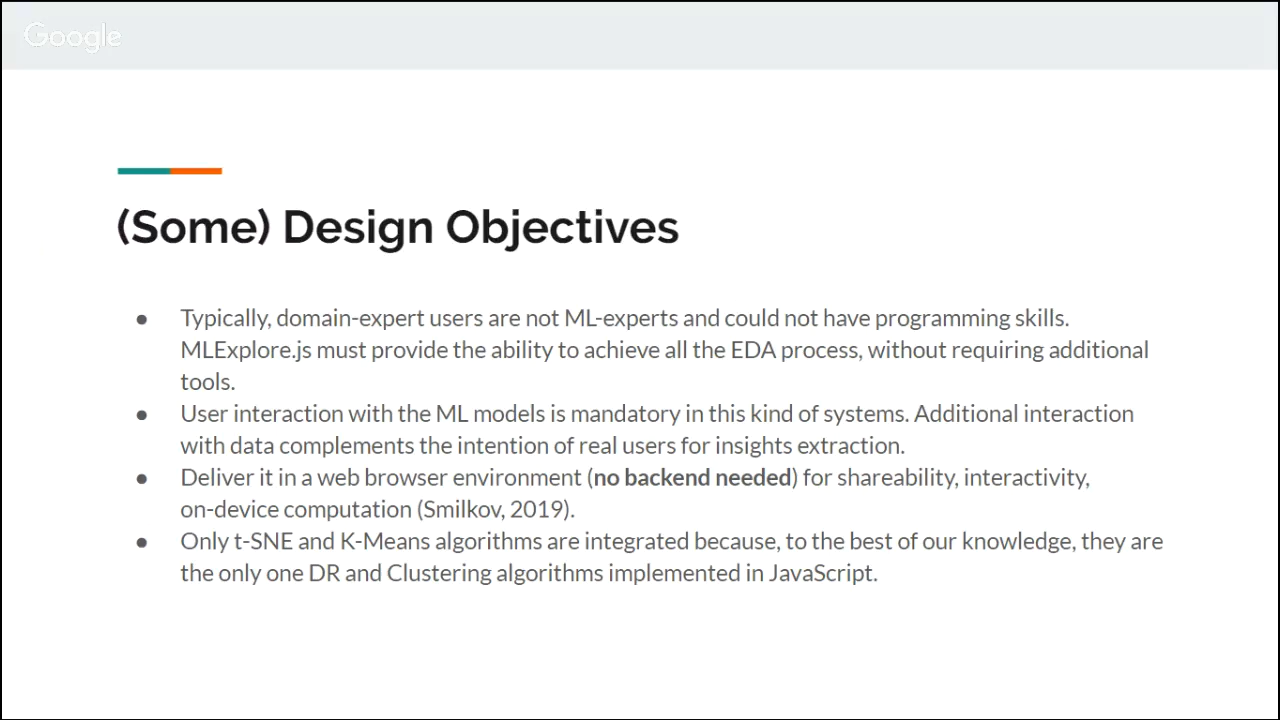 Google
(Some) Design Objectives
● Typically, domain-expert users are not ML-experts and could not have programming skills.
MLExplore.js must provide the ability to achieve all the EDA process, without requiring additional
tools.
● User interaction with the ML models is mandatory in this kind of systems. Additional interaction
with data complements the intention of real users for insights extraction.
● Deliver it in a web browser environment (no backend needed) for shareability, interactivity,
on-device computation (Smilkov, 2019).
● Only t-SNE and K-Means algorithms are integrated because, to the best of our knowledge, they are
the only one DR and Clustering algorithms implemented in JavaScript.